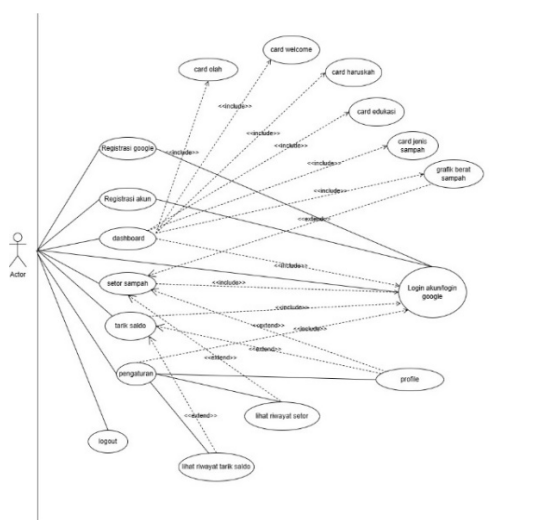 card welcome
card olah
card haruskah
<<include>>
card edukasi
<<include>>
card jenis
sampah
Registrasi google
<<include>>
<<include>>
grafik berat
sampah
<<include>>
Registrasi akun
<<extend>>
dashboard
Actor
<<include>>
setor sampah
<<include>>
Login akun/login
google
<<include>>
tarik saldo
<<extend>>
<<include>>
<<extend>>
<<extend>>
pengaturan
profile
<<extend>>
lihat riwayat setor
logout
lihat riwayat tarik saldo